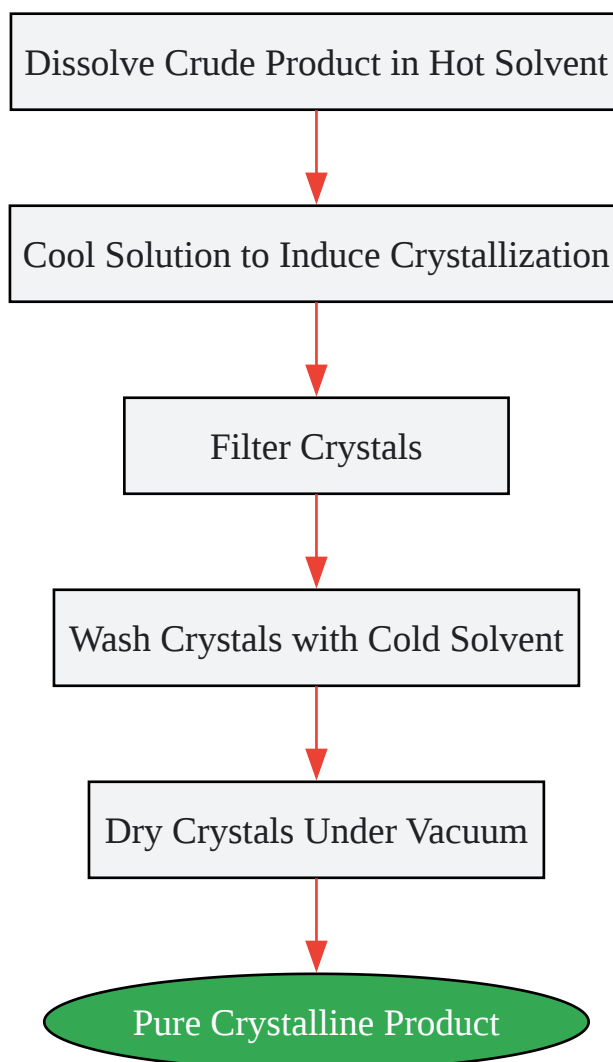 Dissolve Crude Product in Hot Solvent
Cool Solution to Induce Crystallization
Filter Crystals
Wash Crystals with Cold Solvent
Dry Crystals Under Vacuum
Pure Crystalline Product